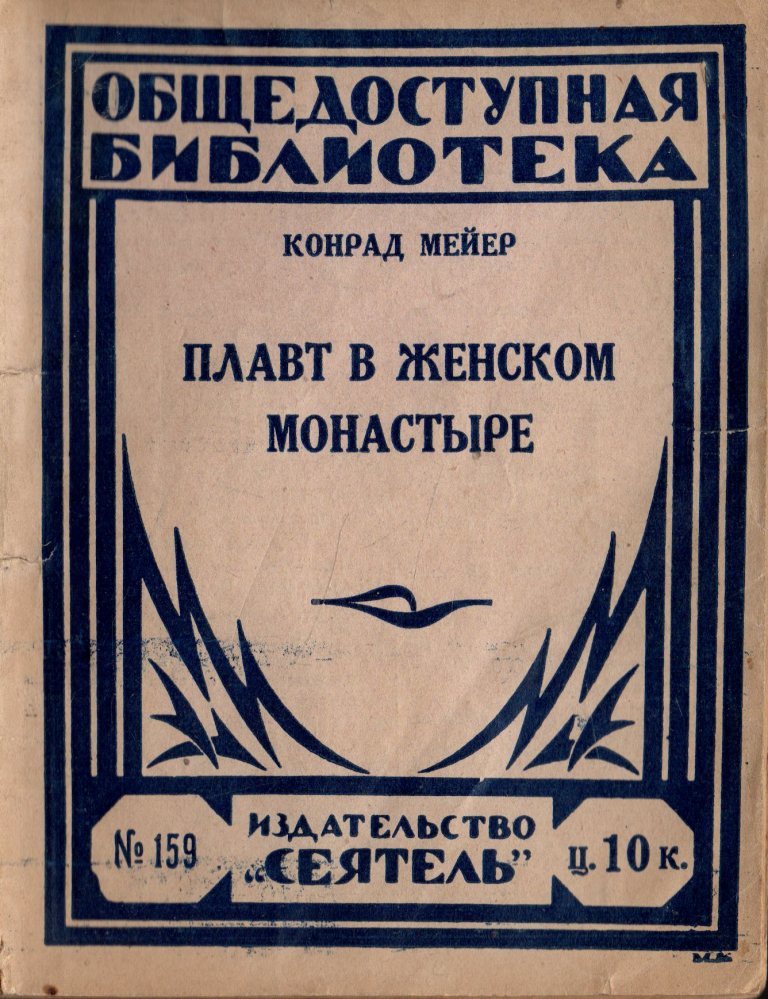 ОБЩЕДОСТУПНАЯ
БИБЛИОТЕКА
КОНРАД МЕЙЕР
ПЛАВТ В ЖЕНСКОМ
МОНАСТЫРЕ
№ 159
ИЗДАТЕЛЬСТВО
„СЕЯТЕЛЬ”
ц. 10 к.